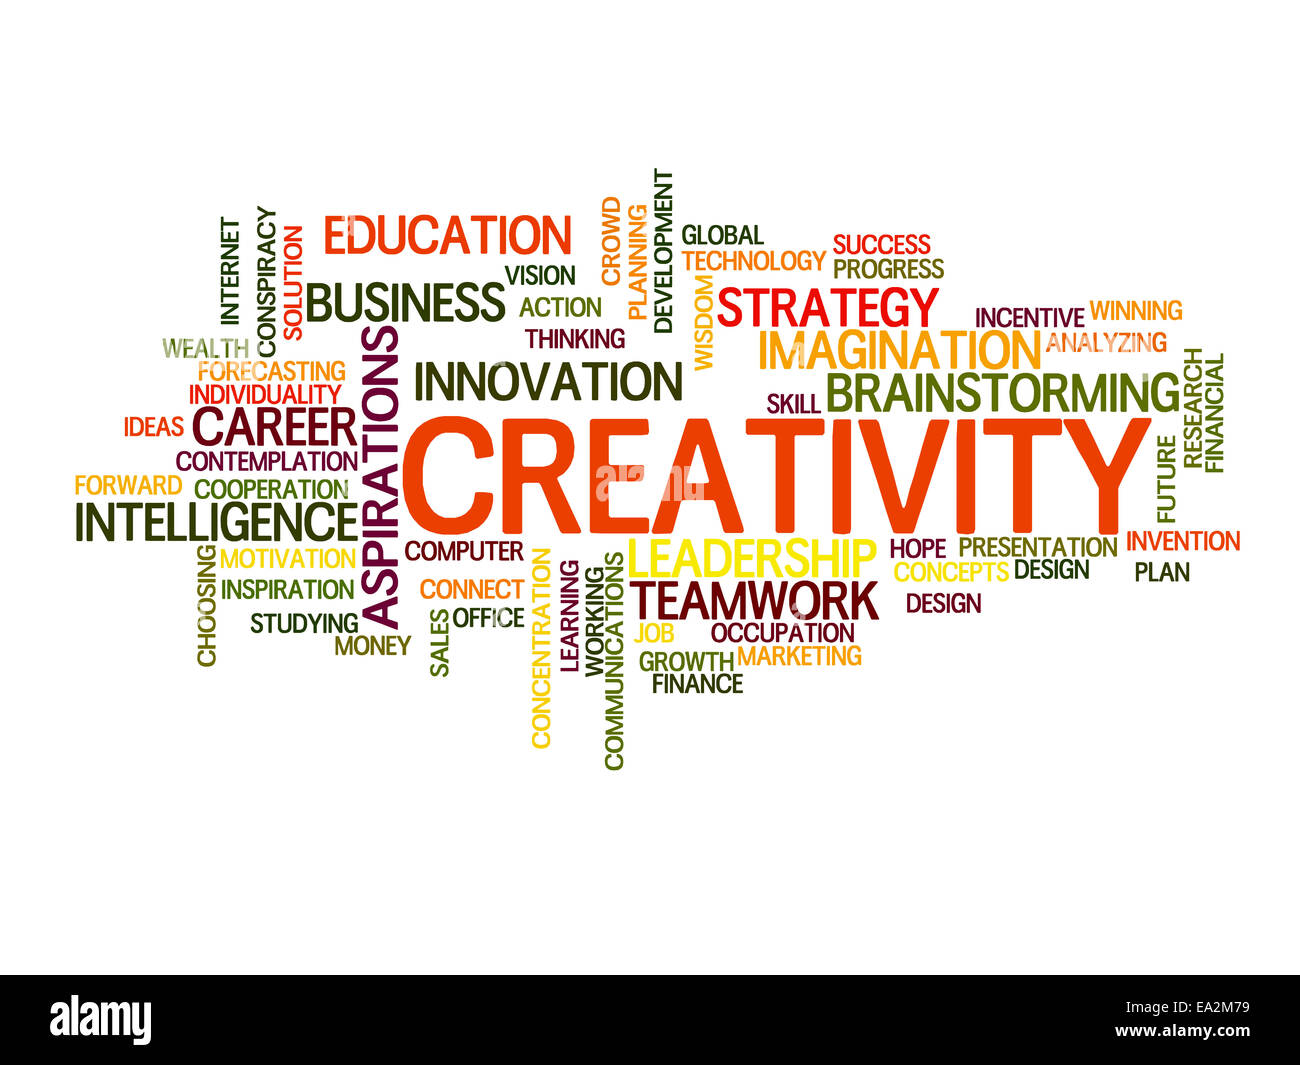 INTERNET
CONSPIRACY
SOLUTION
EDUCATION
VISION
BUSINESS
ACTION
THINKING
CROWD
PLANNING
DEVELOPMENT
GLOBAL
TECHNOLOGY
SUCCESS
PROGRESS
WISDOM
STRATEGY
INCENTIVE
WINNING
IMAGINATION
ANALYZING
WEALTH
FORECASTING
INDIVIDUALITY
IDEAS
CAREER
ASPIRATIONS
INNOVATION
SKILL
BRAINSTORMING
RESEARCH
FINANCIAL
CONTEMPLATION
FORWARD
COOPERATION
INTELLIGENCE
CREATIVITY
FUTURE
CHOOSING
MOTIVATION
INSPIRATION
STUDYING
MONEY
COMPUTER
CONNECT
SALES
OFFICE
CONCENTRATION
LEARNING
WORKING
COMMUNICATIONS
LEADERSHIP
HOPE
PRESENTATION
INVENTION
CONCEPTS
DESIGN
PLAN
TEAMWORK
DESIGN
JOB
OCCUPATION
GROWTH
MARKETING
FINANCE
a
alamy
a
a
alamy
Image ID: EA2M79
www.alamy.com